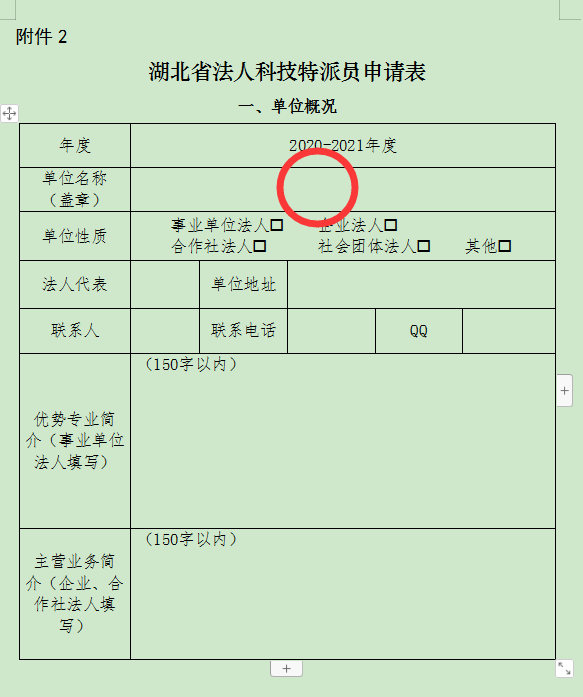 附件2
湖北省法人科技特派员申请表
一、单位概况
年度
2020-2021年度
单位名称
（盖章）
单位性质
事业单位法人□ 企业法人□
合作社法人□ 社会团体法人□ 其他□
法人代表
单位地址
联系人
联系电话
QQ
优势专业简
介（事业单位
法人填写）
（150字以内）
主营业务简
介（企业、合
作社法人填
写）
（150字以内）